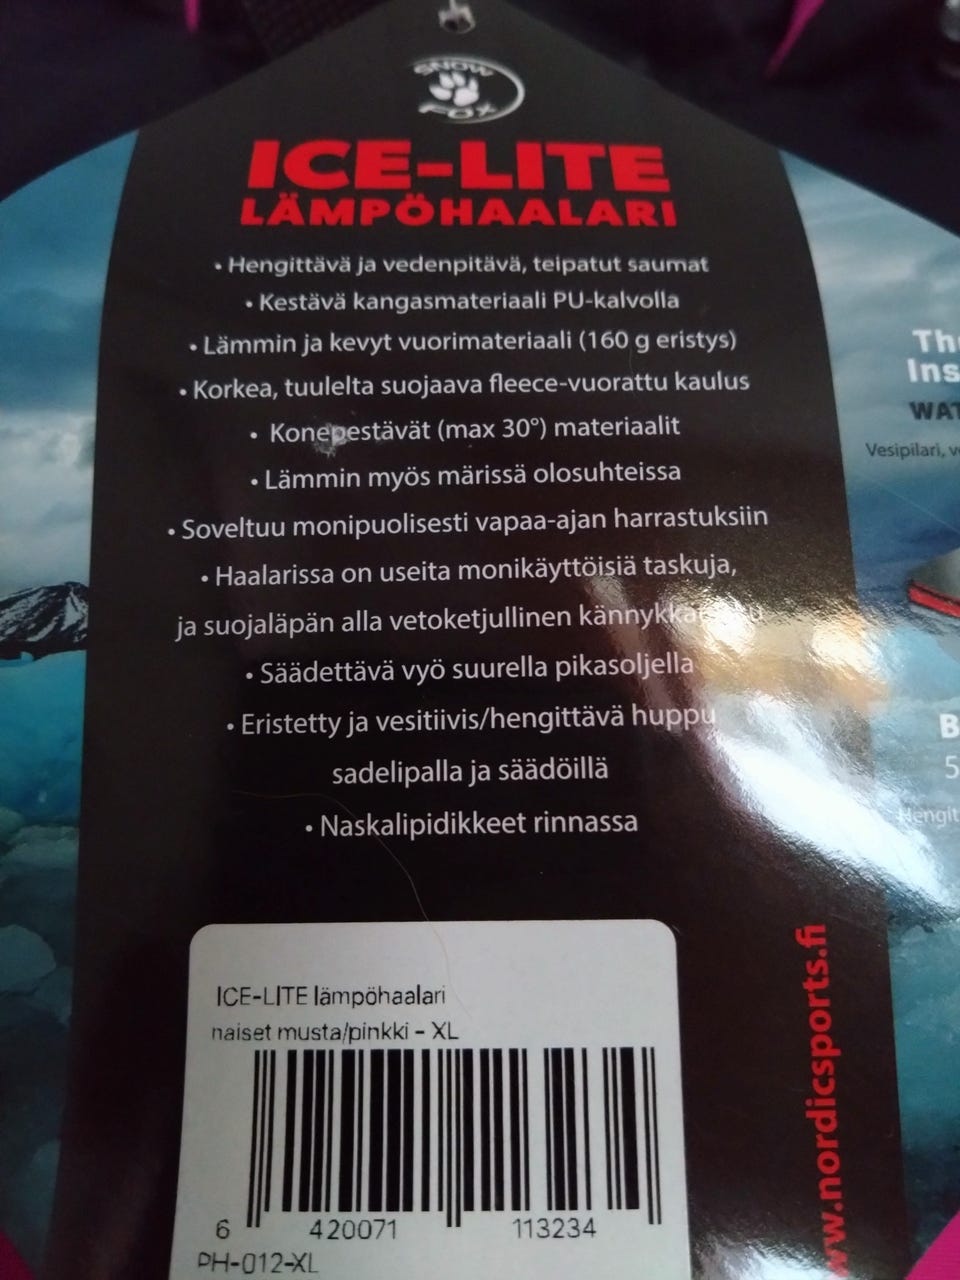 SNOW
FOX
ICE-LITE
LÄMPÖHAALARI
• Hengittävä ja vedenpitävä, teipatut saumat
• Kestävä kangasmateriaali PU-kalvolla
• Lämmin ja kevyt vuorimateriaali (160 g eristys)
• Korkea, tuulelta suojaava fleece-vuorattu kaulus
• Konepestävät (max 30°) materiaalit
• Lämmin myös märissä olosuhteissa
• Soveltuu monipuolisesti vapaa-ajan harrastuksiin
• Haalarissa on useita monikäyttöisiä taskuja,
ja suojaläpän alla vetoketjullinen
• Säädettävä vyö suurella pikasoljella
• Eristetty ja vesitiivis/hengittävä huppu
sadelipalla ja säädöillä
• Naskalipidikkeet rinnassa
ICE-LITE lämpöhaalari
naiset musta/pinkki - XL
6 420071 113234
PH-012-XL
www.nordicsports.fi
Vesipilari,